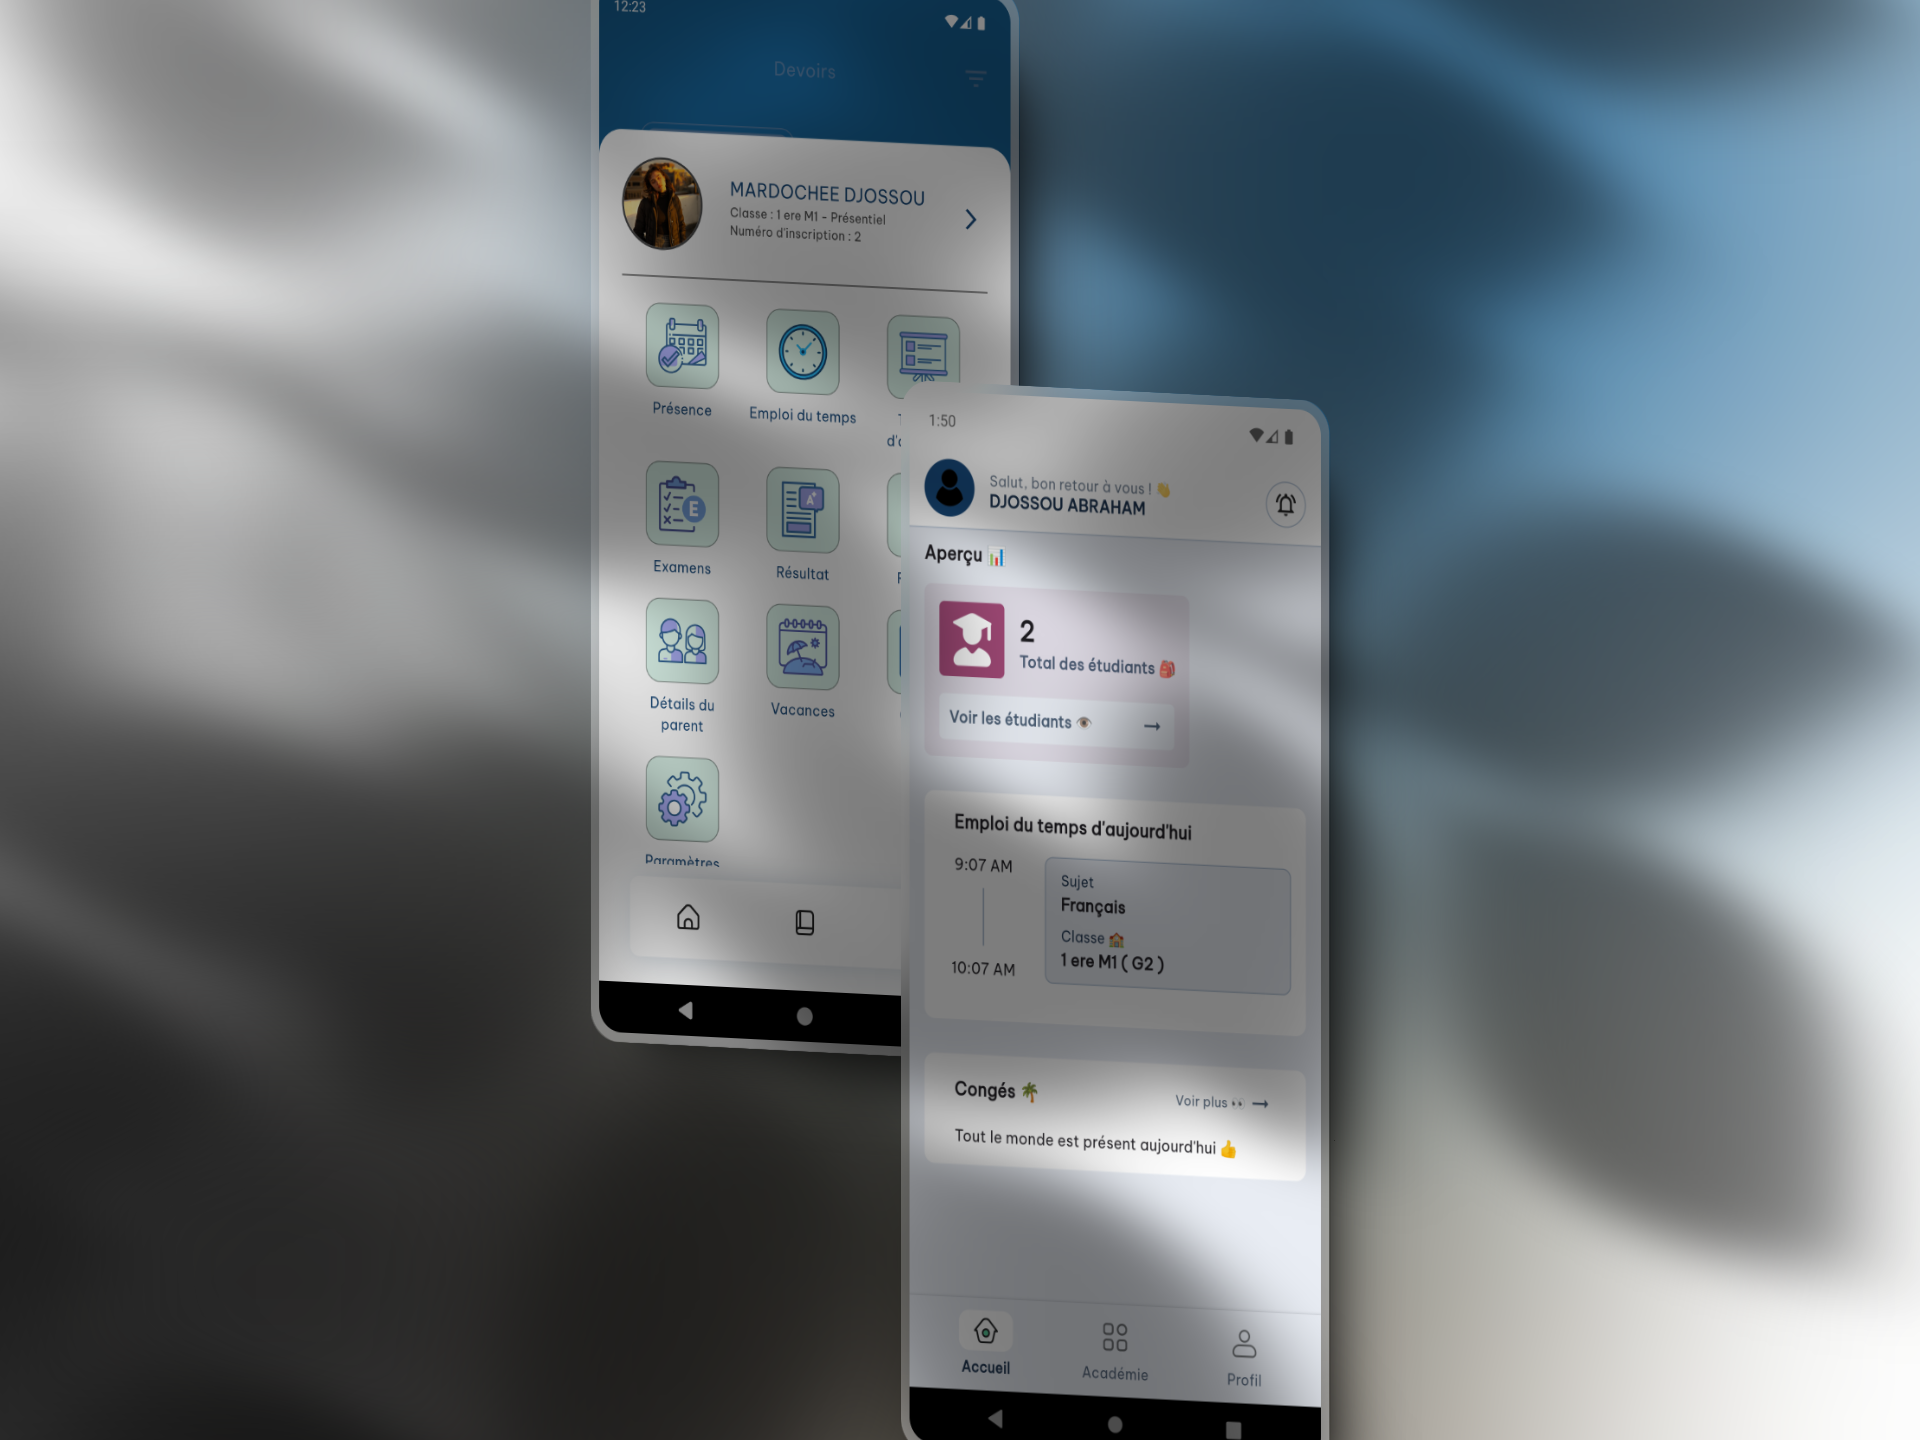 12:23
Devoirs
MARDOCHEE DJOSSOU
Classe : 1 ere M1 - Présentiel
Numéro d'inscription : 2
Présence
Emploi du temps
Examens
E
Résultat
A+
Détails du
parent
Vacances
Paramètres
1:50
Salut, bon retour à vous ! 👋
DJOSSOU ABRAHAM
Aperçu 📊
2
Total des étudiants 🎒
Voir les étudiants 👁️ →
Emploi du temps d'aujourd'hui
9:07 AM
Sujet
Français
Classe 🏫
1 ere M1 ( G2 )
10:07 AM
Congés 🌴
Voir plus 👀 →
Tout le monde est présent aujourd'hui 👍
Accueil
Académie
Profil